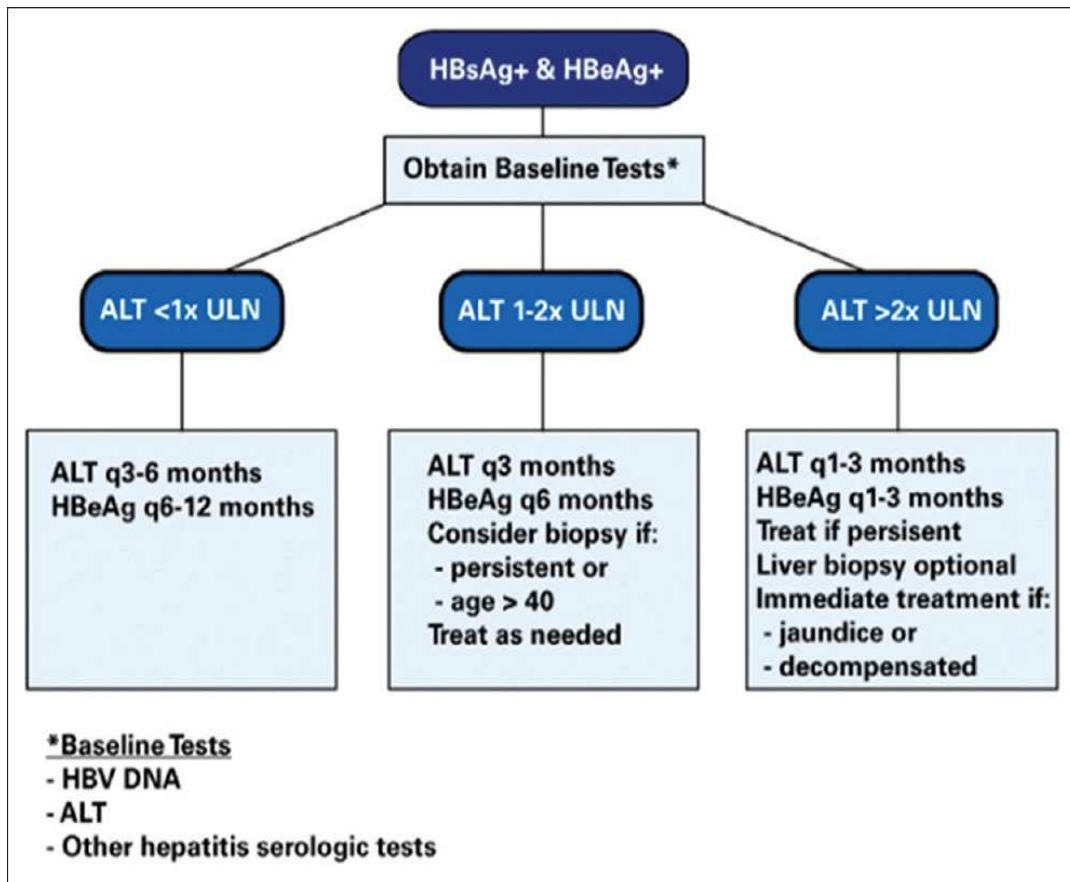 HBsAg+ & HBeAg+
Obtain Baseline Tests*
ALT <1x ULN
ALT 1-2x ULN
ALT >2x ULN
ALT q3-6 months
HBeAg q6-12 months
ALT q3 months
HBeAg q6 months
Consider biopsy if:
- persistent or
- age > 40
Treat as needed
ALT q1-3 months
HBeAg q1-3 months
Treat if persisent
Liver biopsy optional
Immediate treatment if:
- jaundice or
- decompensated
*Baseline Tests
- HBV DNA
- ALT
- Other hepatitis serologic tests